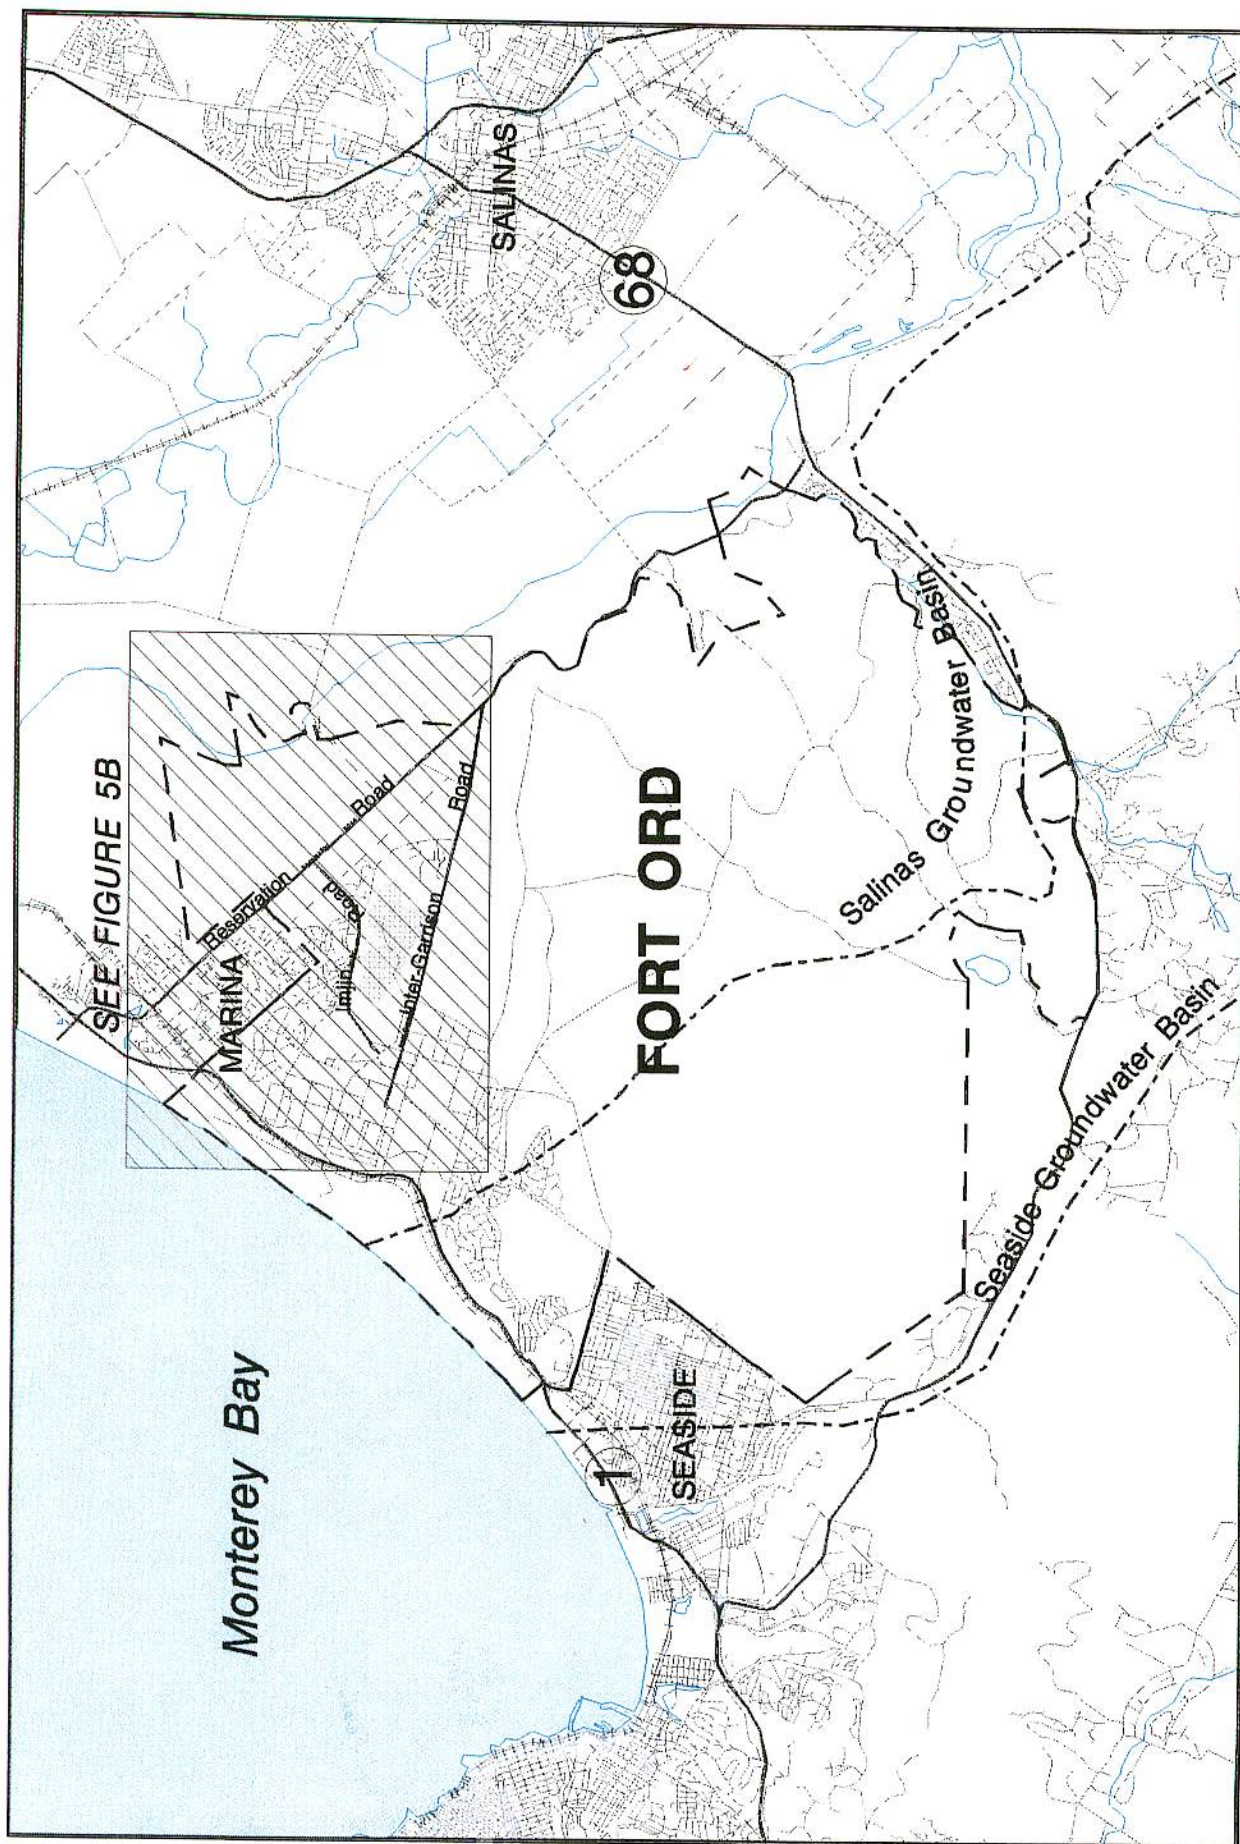 Monterey Bay
SEE FIGURE 5B
MARINA
Reservation
Road
Imjin
Road
Inter-Garrison
Road
SALINAS
68
FORT ORD
1
SEASIDE
Salinas Groundwater Basin
Seaside Groundwater Basin